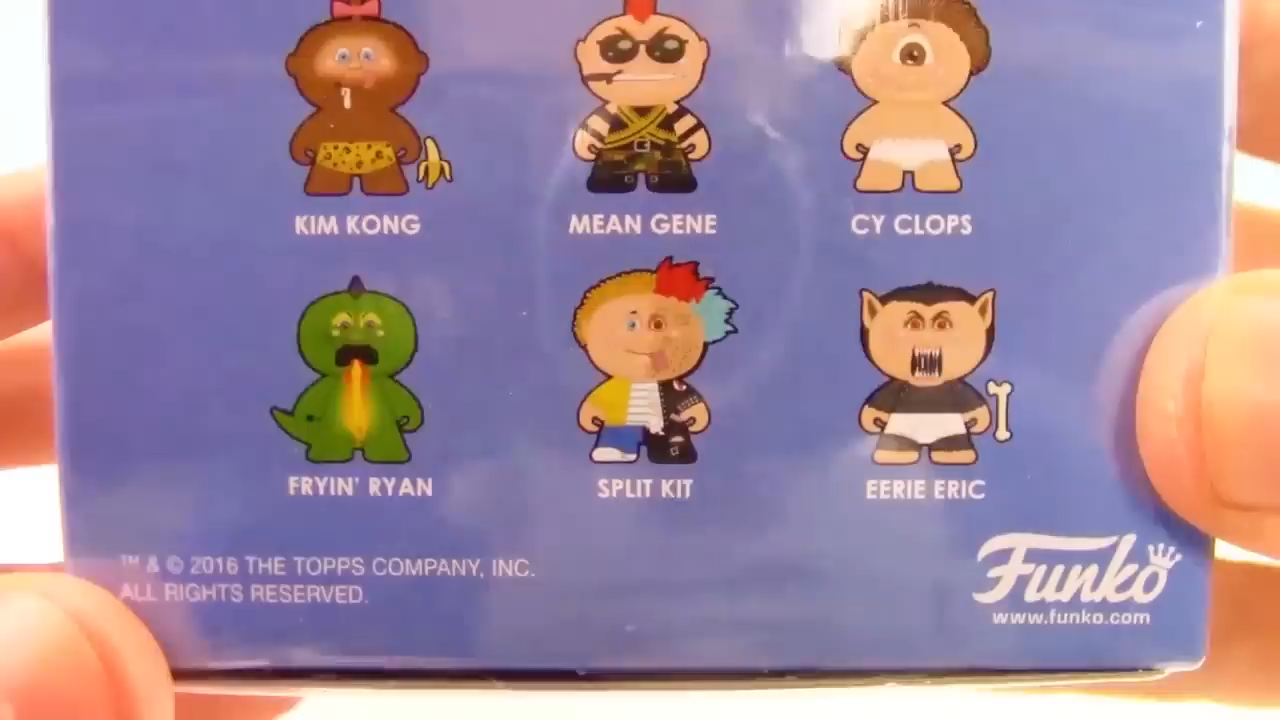 KIM KONG
MEAN GENE
CY CLOPS
FRYIN' RYAN
SPLIT KIT
EERIE ERIC
™ & © 2016 THE TOPPS COMPANY, INC.
ALL RIGHTS RESERVED.
Funko
www.funko.com